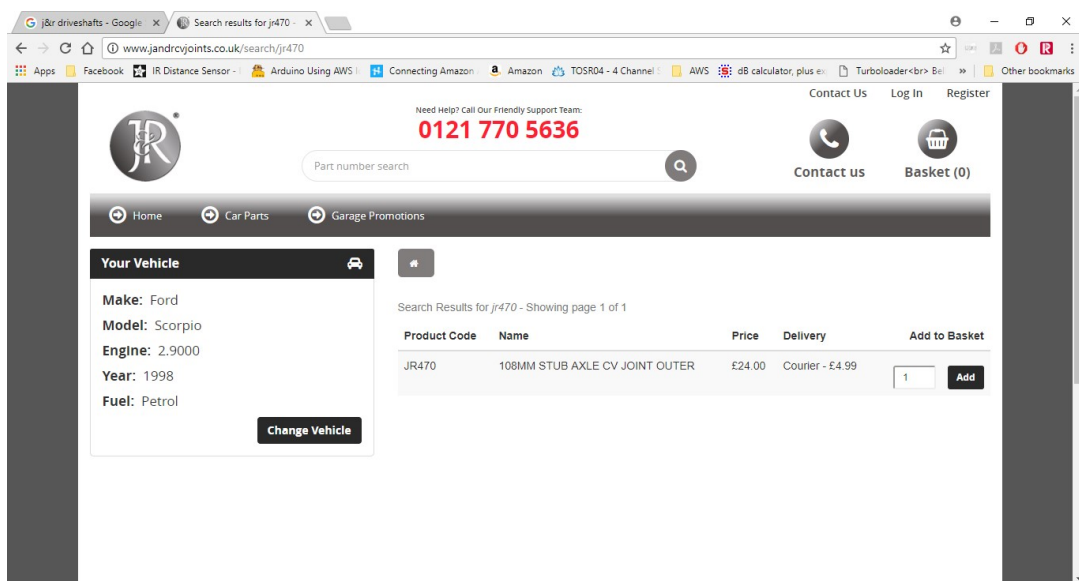 j&r driveshafts - Google
Search results for jr470 -
www.jandrcvjoints.co.uk/search/jr470
Apps Facebook IR Distance Sensor - Arduino Using AWS Connecting Amazon Amazon TOSR04 - 4 Channel AWS dB calculator, plus ex Turboloader<br> Bel » Other bookmarks
Contact Us Log In Register
Need Help? Call Our Friendly Support Team:
0121 770 5636
JR
Part number search
Contact us Basket (0)
Home Car Parts Garage Promotions
Your Vehicle
Make: Ford
Model: Scorpio
Engine: 2.9000
Year: 1998
Fuel: Petrol
Change Vehicle
Search Results for jr470 - Showing page 1 of 1
Product Code Name Price Delivery Add to Basket
JR470 108MM STUB AXLE CV JOINT OUTER £24.00 Courier - £4.99 1 Add